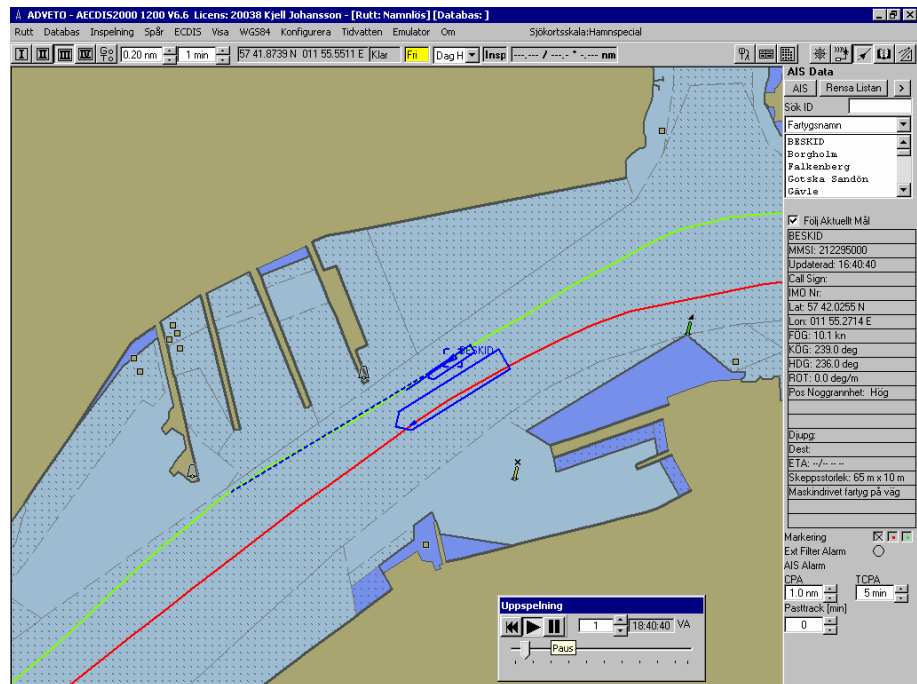 ADVETO - AECDIS2000 1200 V6.6 Licens: 20038 Kjell Johansson - [Rutt: Namnlös] [Databas: ]
Rutt Databas Inspelning Spår ECDIS Visa WGS84 Konfigurera Tidvatten Emulator Om Sjökortsskala:Hamnspecial
I II III IV Go To 0.20 nm 1 min 57 41.8739 N 011 55.5511 E Klar Fri Dag H Insp ---.--- / ---.- * -.--- nm
AIS Data
AIS Rensa Listan >
Sök ID
Fartygsnamn
BESKID
Borgholm
Falkenberg
Gotska Sandön
Gävle
Följ Aktuellt Mål
BESKID
MMSI: 212295000
Updaterad: 16:40:40
Call Sign:
IMO Nr:
Lat: 57 42.0255 N
Lon: 011 55.2714 E
FÖG: 10.1 kn
KÖG: 239.0 deg
HDG: 236.0 deg
ROT: 0.0 deg/m
Pos Noggrannhet: Hög
Djupg:
Dest:
ETA: --/-- -- --
Skeppsstorlek: 65 m x 10 m
Maskindrivet fartyg på väg
Markering
Ext Filter Alarm
AIS Alarm
CPA TCPA
1.0 nm 5 min
Pasttrack [min]
0
BESKID
Uppspelning
1 18:40:40 VA
Paus